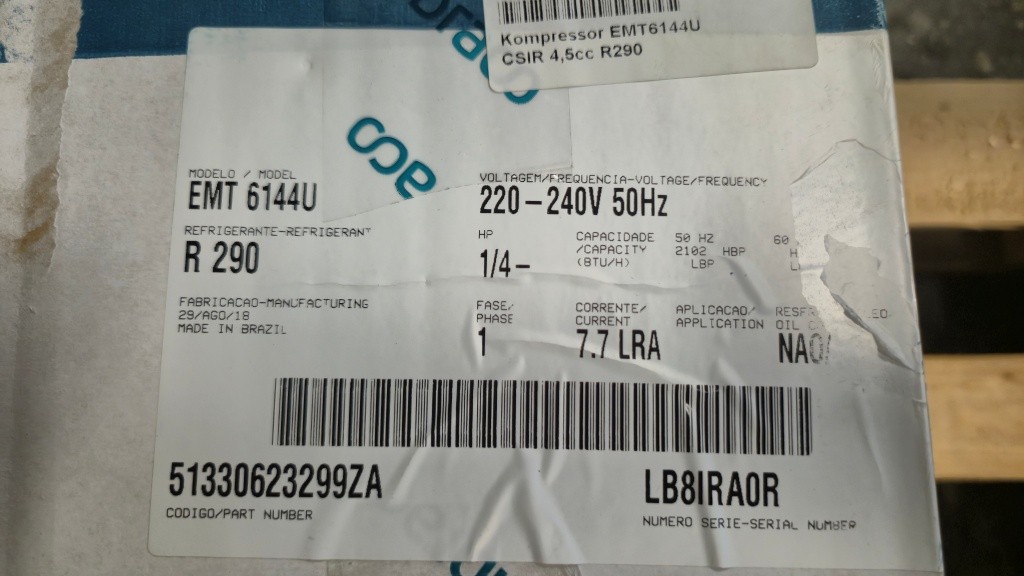 Kompressor EMT6144U
CSIR 4,5cc R290
MODELO / MODEL
EMT 6144U
VOLTAGEM/FREQUENCIA-VOLTAGE/FREQUENCY
220-240V 50Hz
REFRIGERANTE-REFRIGERANT
R 290
HP
1/4-
CAPACIDADE 50 HZ 60
/CAPACITY 2102 HBP
(BTU/H) LBP
FABRICACAO-MANUFACTURING
29/AGO/18
MADE IN BRAZIL
FASE/
PHASE
1
CORRENTE/
CURRENT
7.7 LRA
APLICACAO/
APPLICATION
OIL
NAO/
51330623299ZA
CODIGO/PART NUMBER
LB8IRA0R
NUMERO SERIE-SERIAL NUMBER